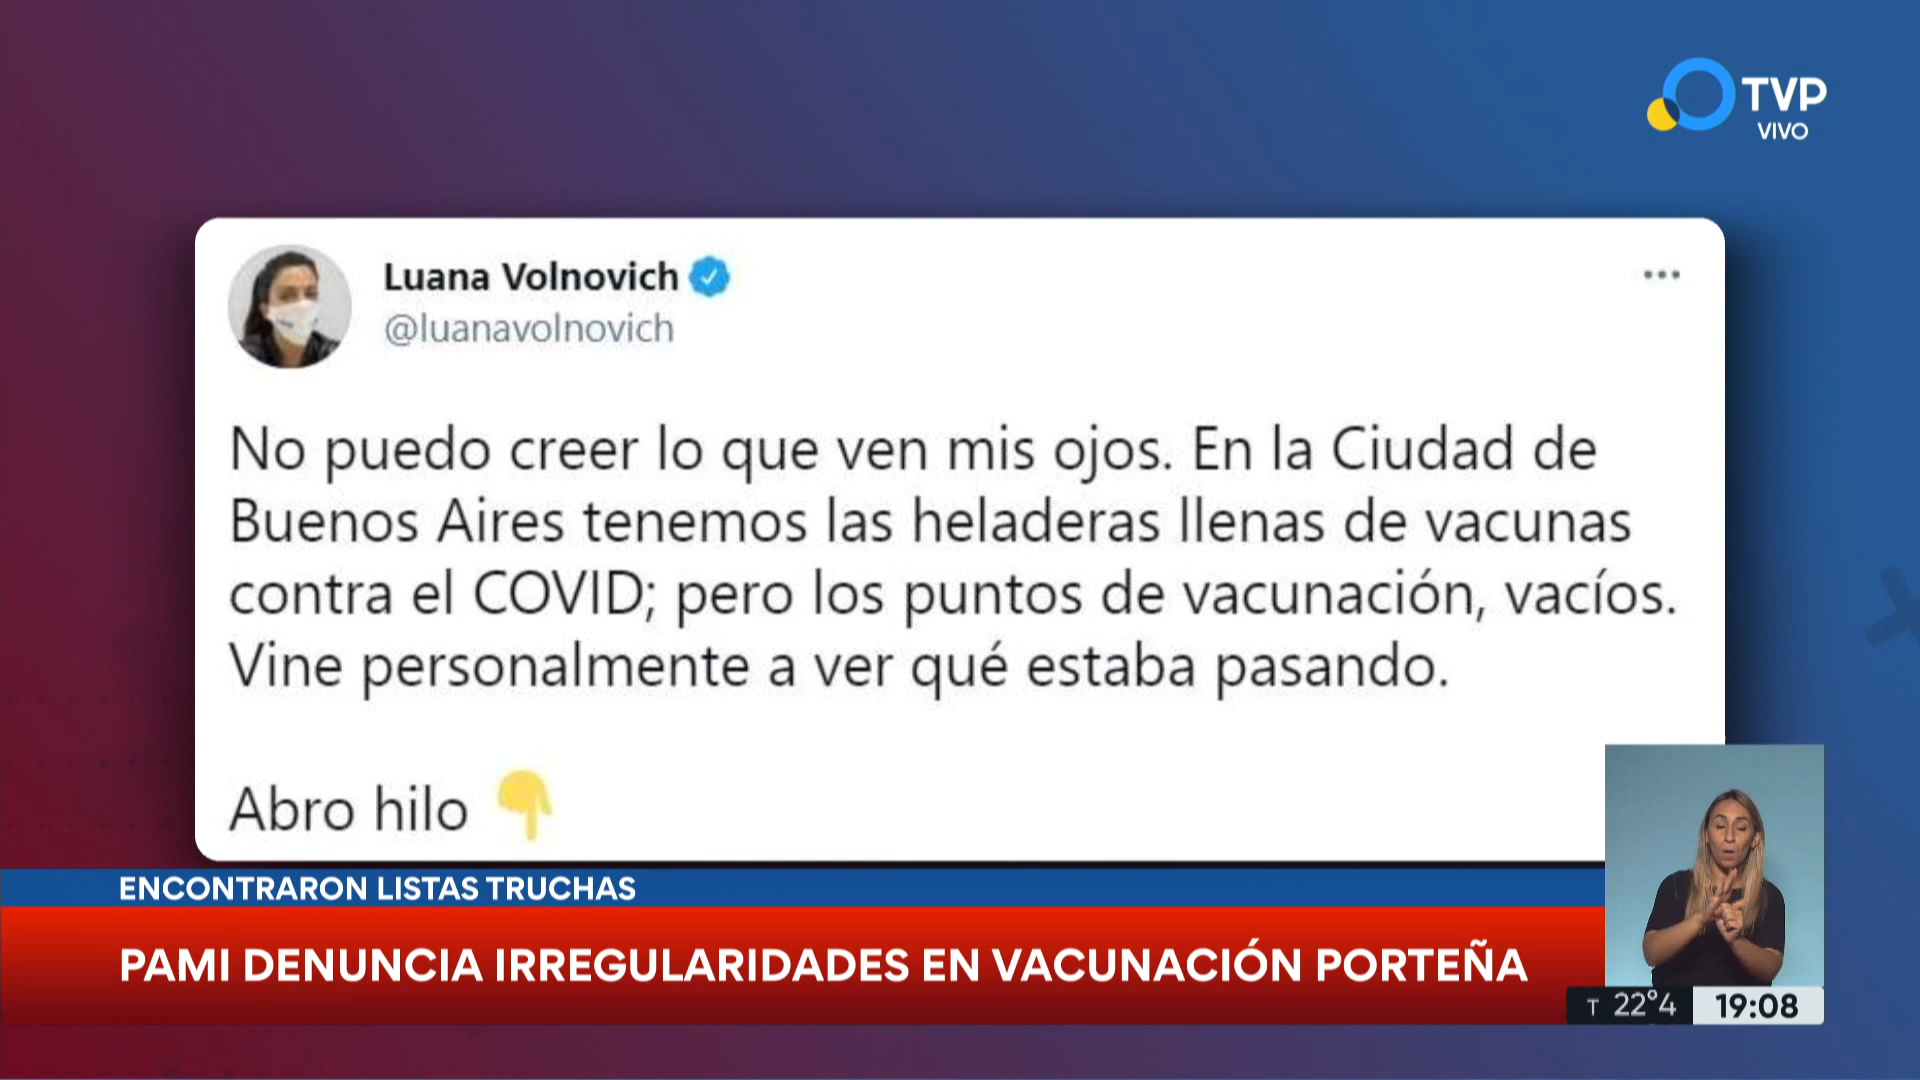 TVP
VIVO
Luana Volnovich
@luanavolnovich
No puedo creer lo que ven mis ojos. En la Ciudad de
Buenos Aires tenemos las heladeras llenas de vacunas
contra el COVID; pero los puntos de vacunación, vacíos.
Vine personalmente a ver qué estaba pasando.
Abro hilo 👇
ENCONTRARON LISTAS TRUCHAS
PAMI DENUNCIA IRREGULARIDADES EN VACUNACIÓN PORTEÑA
T 22°4 19:08